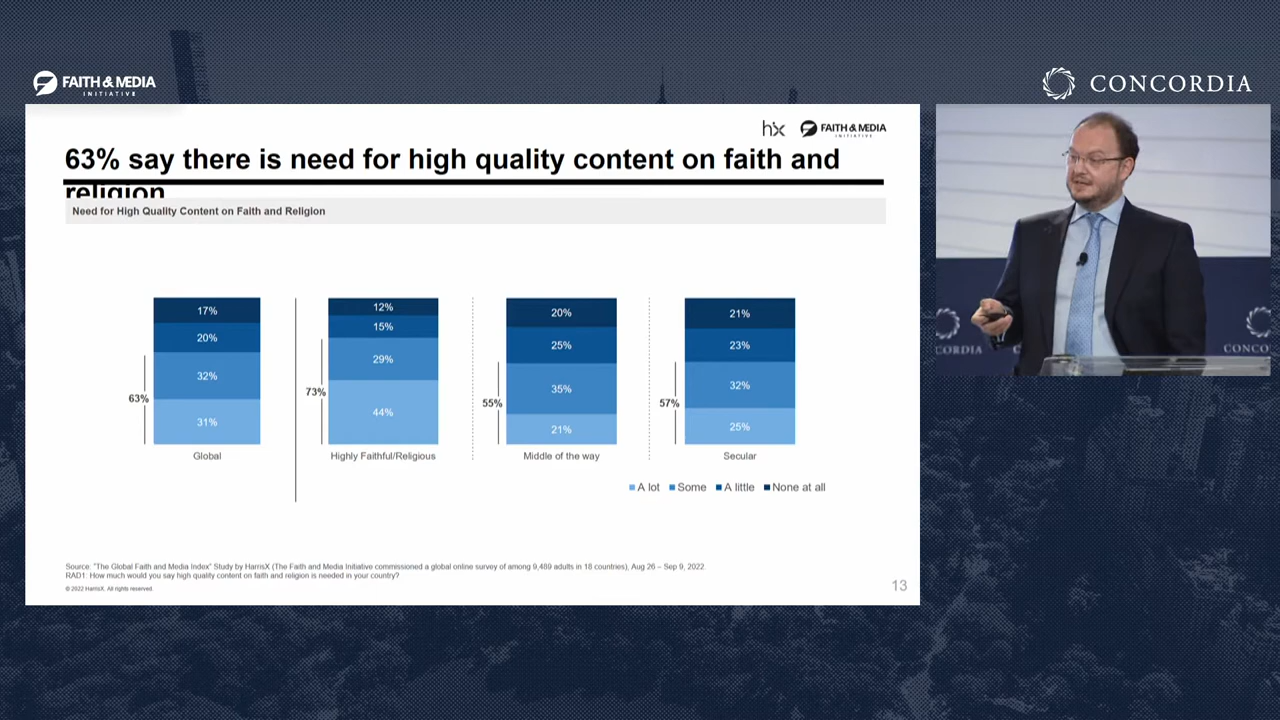 FAITH & MEDIA
INITIATIVE
CONCORDIA
hx FAITH & MEDIA
INITIATIVE
63% say there is need for high quality content on faith and
religion
Need for High Quality Content on Faith and Religion
17%
20%
32%
31%
63%
Global
12%
15%
29%
44%
73%
Highly Faithful/Religious
20%
25%
35%
21%
55%
Middle of the way
21%
23%
32%
25%
57%
Secular
A lot Some A little None at all
Source: "The Global Faith and Media Index" Study by HarrisX (The Faith and Media Initiative commissioned a global online survey of among 9,489 adults in 18 countries), Aug 26 – Sep 9, 2022.
RAD1: How much would you say high quality content on faith and religion is needed in your country?
© 2022 HarrisX. All rights reserved.
13
CORDIA
CONCO